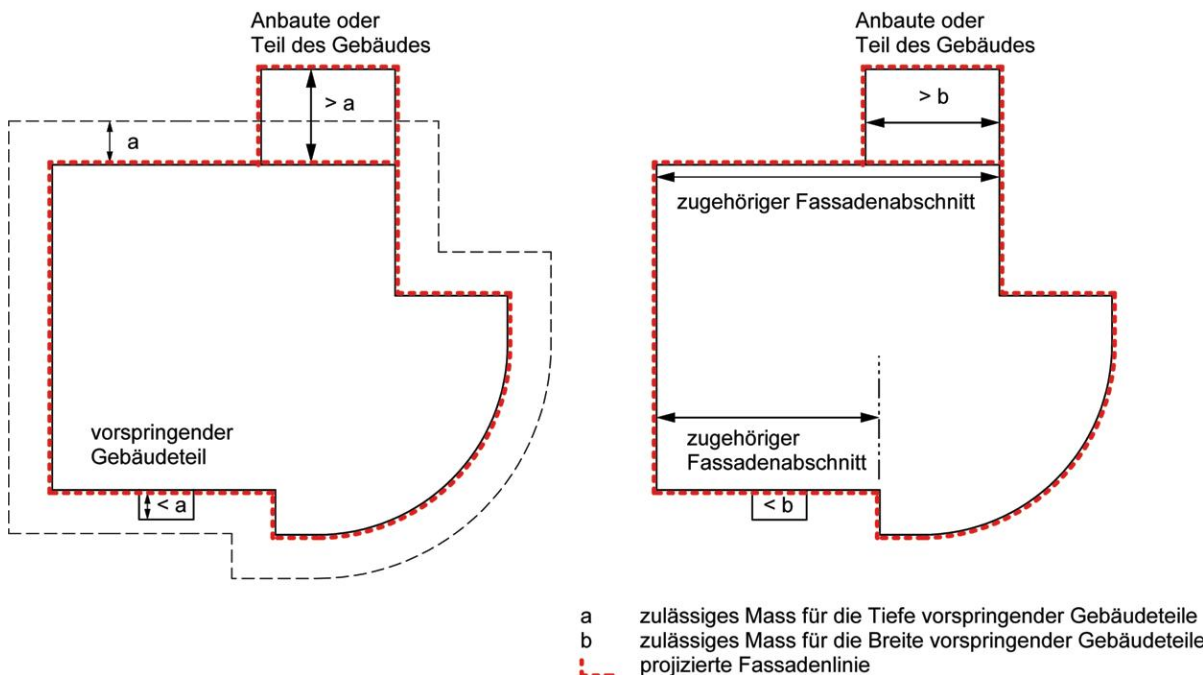 Anbaute oder
Teil des Gebäudes
> a
a
vorspringender
Gebäudeteil
< a
Anbaute oder
Teil des Gebäudes
> b
zugehöriger Fassadenabschnitt
zugehöriger
Fassadenabschnitt
< b
a zulässiges Mass für die Tiefe vorspringender Gebäudeteile
b zulässiges Mass für die Breite vorspringender Gebäudeteile
projizierte Fassadenlinie